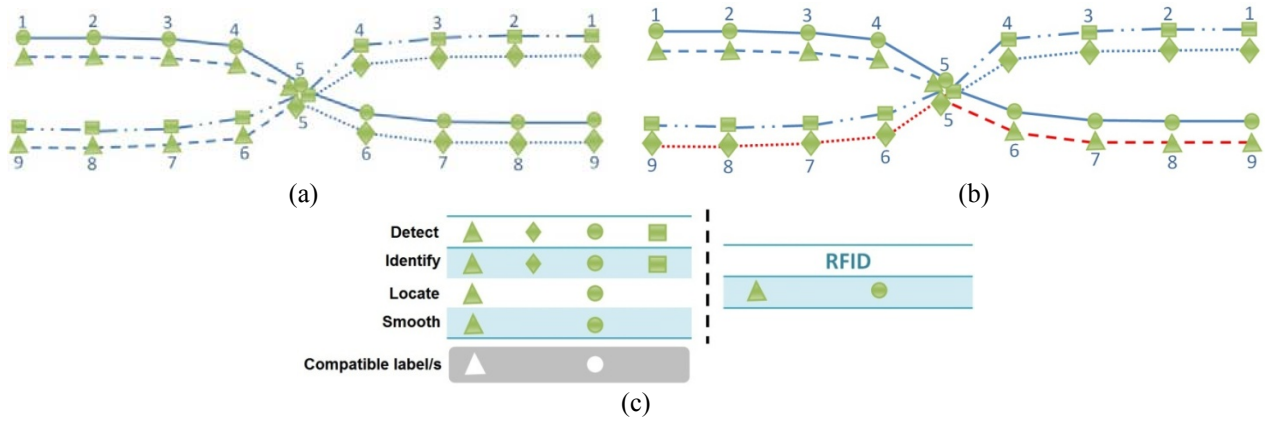 1 2 3 4 4 3 2 1
5
5
9 8 7 6 6 7 8 9
(a)
1 2 3 4 4 3 2 1
5
5
9 8 7 6 6 7 8 9
(b)
Detect
Identify
Locate
Smooth
Compatible label/s
RFID
(c)